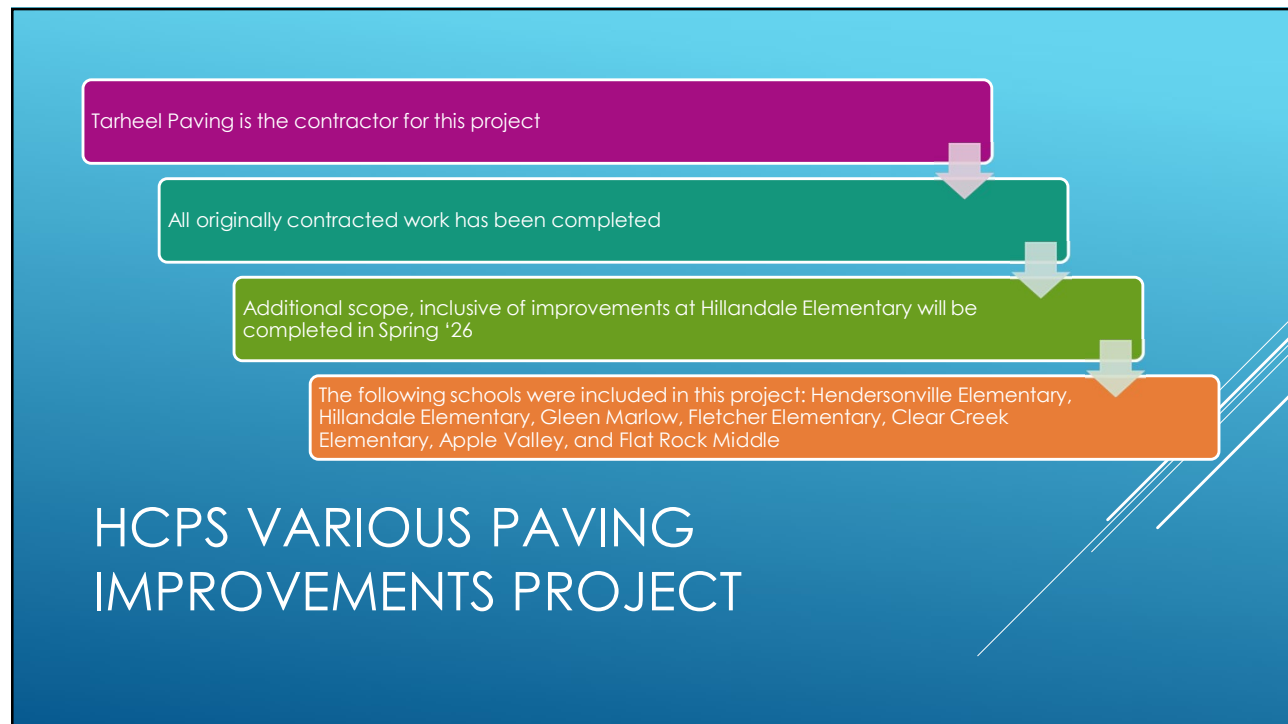 Tarheel Paving is the contractor for this project
All originally contracted work has been completed
Additional scope, inclusive of improvements at Hillandale Elementary will be
completed in Spring ‘26
The following schools were included in this project: Hendersonville Elementary,
Hillandale Elementary, Gleen Marlow, Fletcher Elementary, Clear Creek
Elementary, Apple Valley, and Flat Rock Middle
HCPS VARIOUS PAVING
IMPROVEMENTS PROJECT